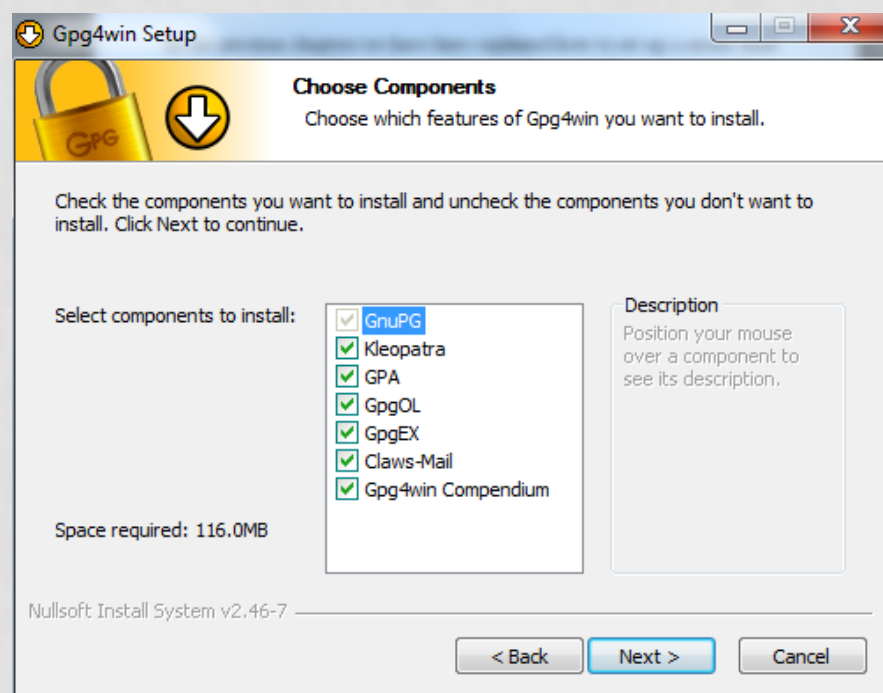 Gpg4win Setup
Choose Components
Choose which features of Gpg4win you want to install.
GPG
Check the components you want to install and uncheck the components you don't want to
install. Click Next to continue.
Select components to install:
GnuPG
Kleopatra
GPA
GpgOL
GpgEX
Claws-Mail
Gpg4win Compendium
Description
Position your mouse
over a component to
see its description.
Space required: 116.0MB
Nullsoft Install System v2.46-7
< Back
Next >
Cancel